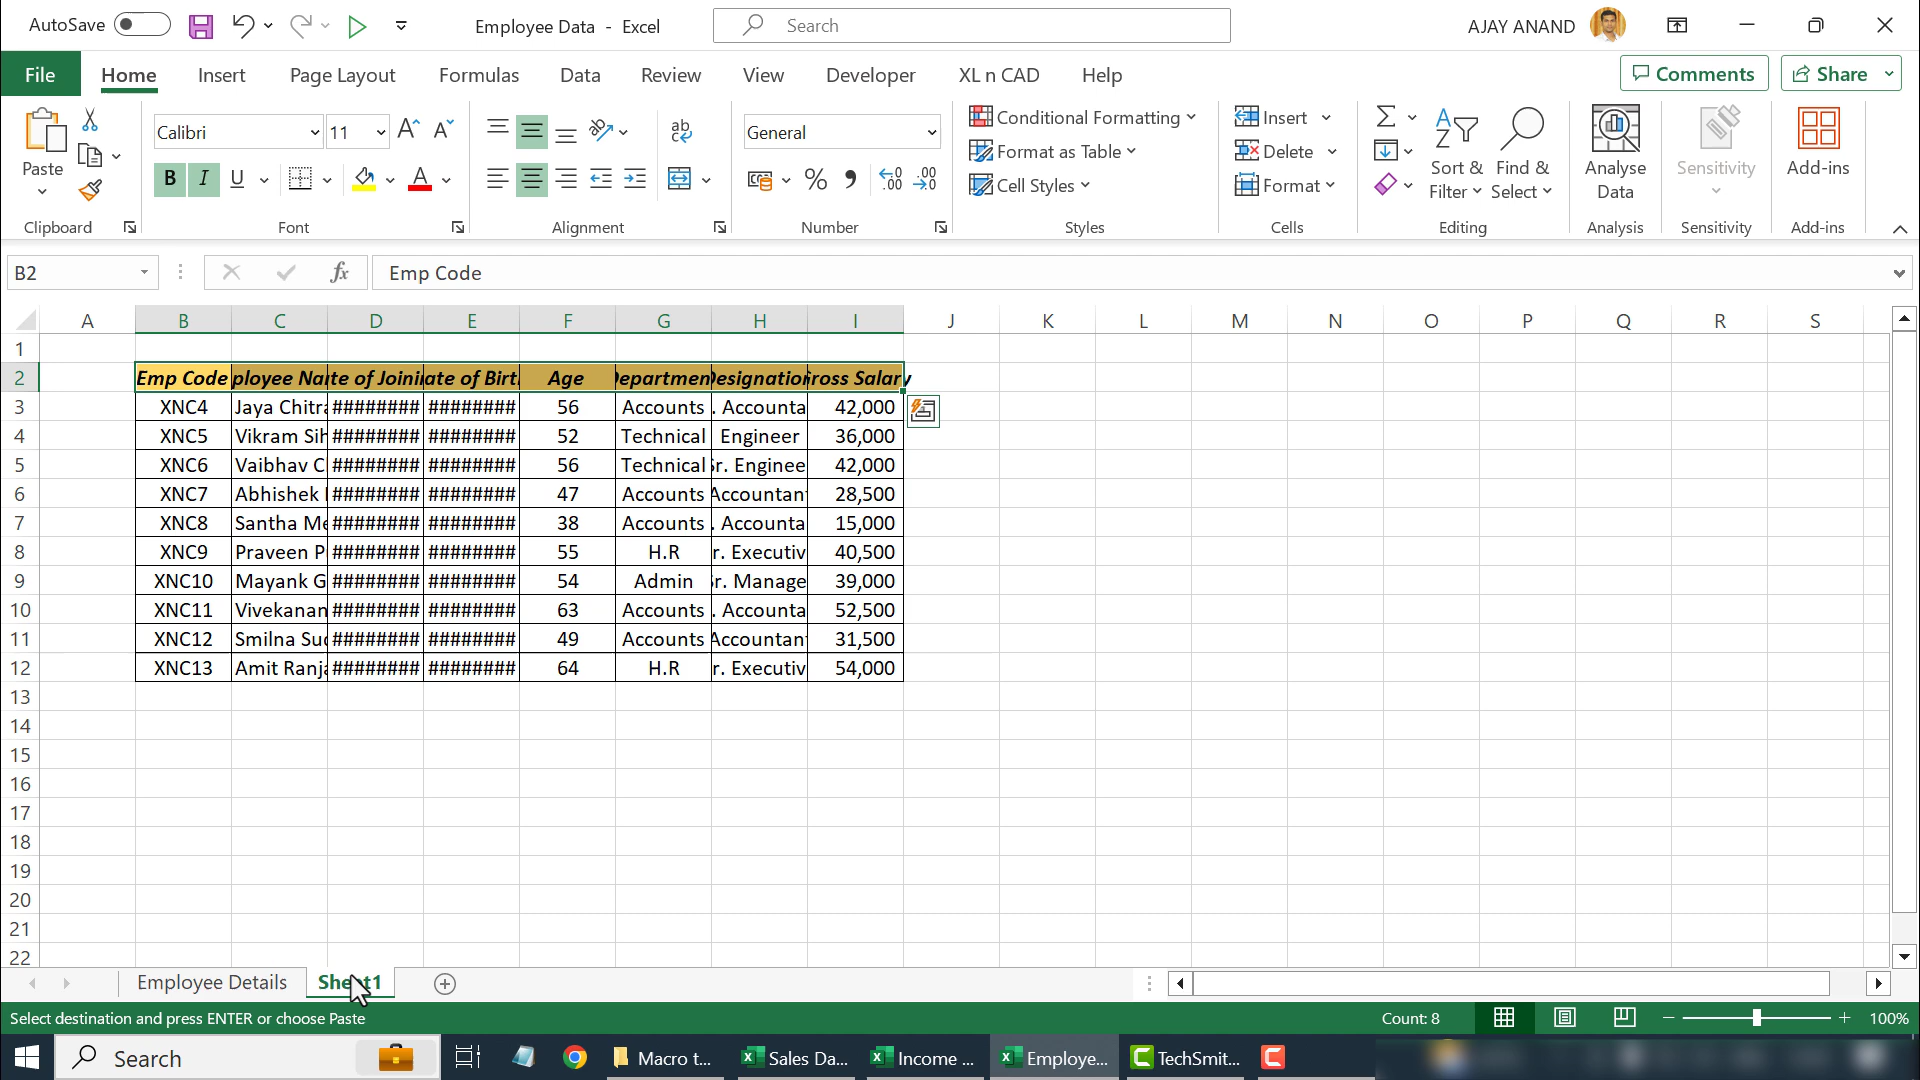 AutoSave Employee Data - Excel Search AJAY ANAND
File Home Insert Page Layout Formulas Data Review View Developer XL n CAD Help Comments Share
Paste
Calibri 11
B I U A
ab
General
% ,
Conditional Formatting
Format as Table
Cell Styles
Insert
Delete
Format
Sort & Filter
Find & Select
Analyse Data
Sensitivity
Add-ins
Clipboard Font Alignment Number Styles Cells Editing Analysis Sensitivity Add-ins
B2 fx Emp Code
A B C D E F G H I J K L M N O P Q R S
1
2 Emp Code ployee Na te of Joini ate of Birt Age epartmen esignatio ross Salary
3 XNC4 Jaya Chitra ######## ######## 56 Accounts . Accounta 42,000
4 XNC5 Vikram Sih ######## ######## 52 Technical Engineer 36,000
5 XNC6 Vaibhav C ######## ######## 56 Technical r. Enginee 42,000
6 XNC7 Abhishek ######## ######## 47 Accounts Accountan 28,500
7 XNC8 Santha Me ######## ######## 38 Accounts . Accounta 15,000
8 XNC9 Praveen P ######## ######## 55 H.R r. Executiv 40,500
9 XNC10 Mayank G ######## ######## 54 Admin r. Manage 39,000
10 XNC11 Vivekanan ######## ######## 63 Accounts . Accounta 52,500
11 XNC12 Smilna Su ######## ######## 49 Accounts Accountan 31,500
12 XNC13 Amit Ranja ######## ######## 64 H.R r. Executiv 54,000
13
14
15
16
17
18
19
20
21
22
Employee Details Sheet1
Select destination and press ENTER or choose Paste Count: 8 100%
Search Macro t... Sales Da... Income ... Employe... TechSmit...